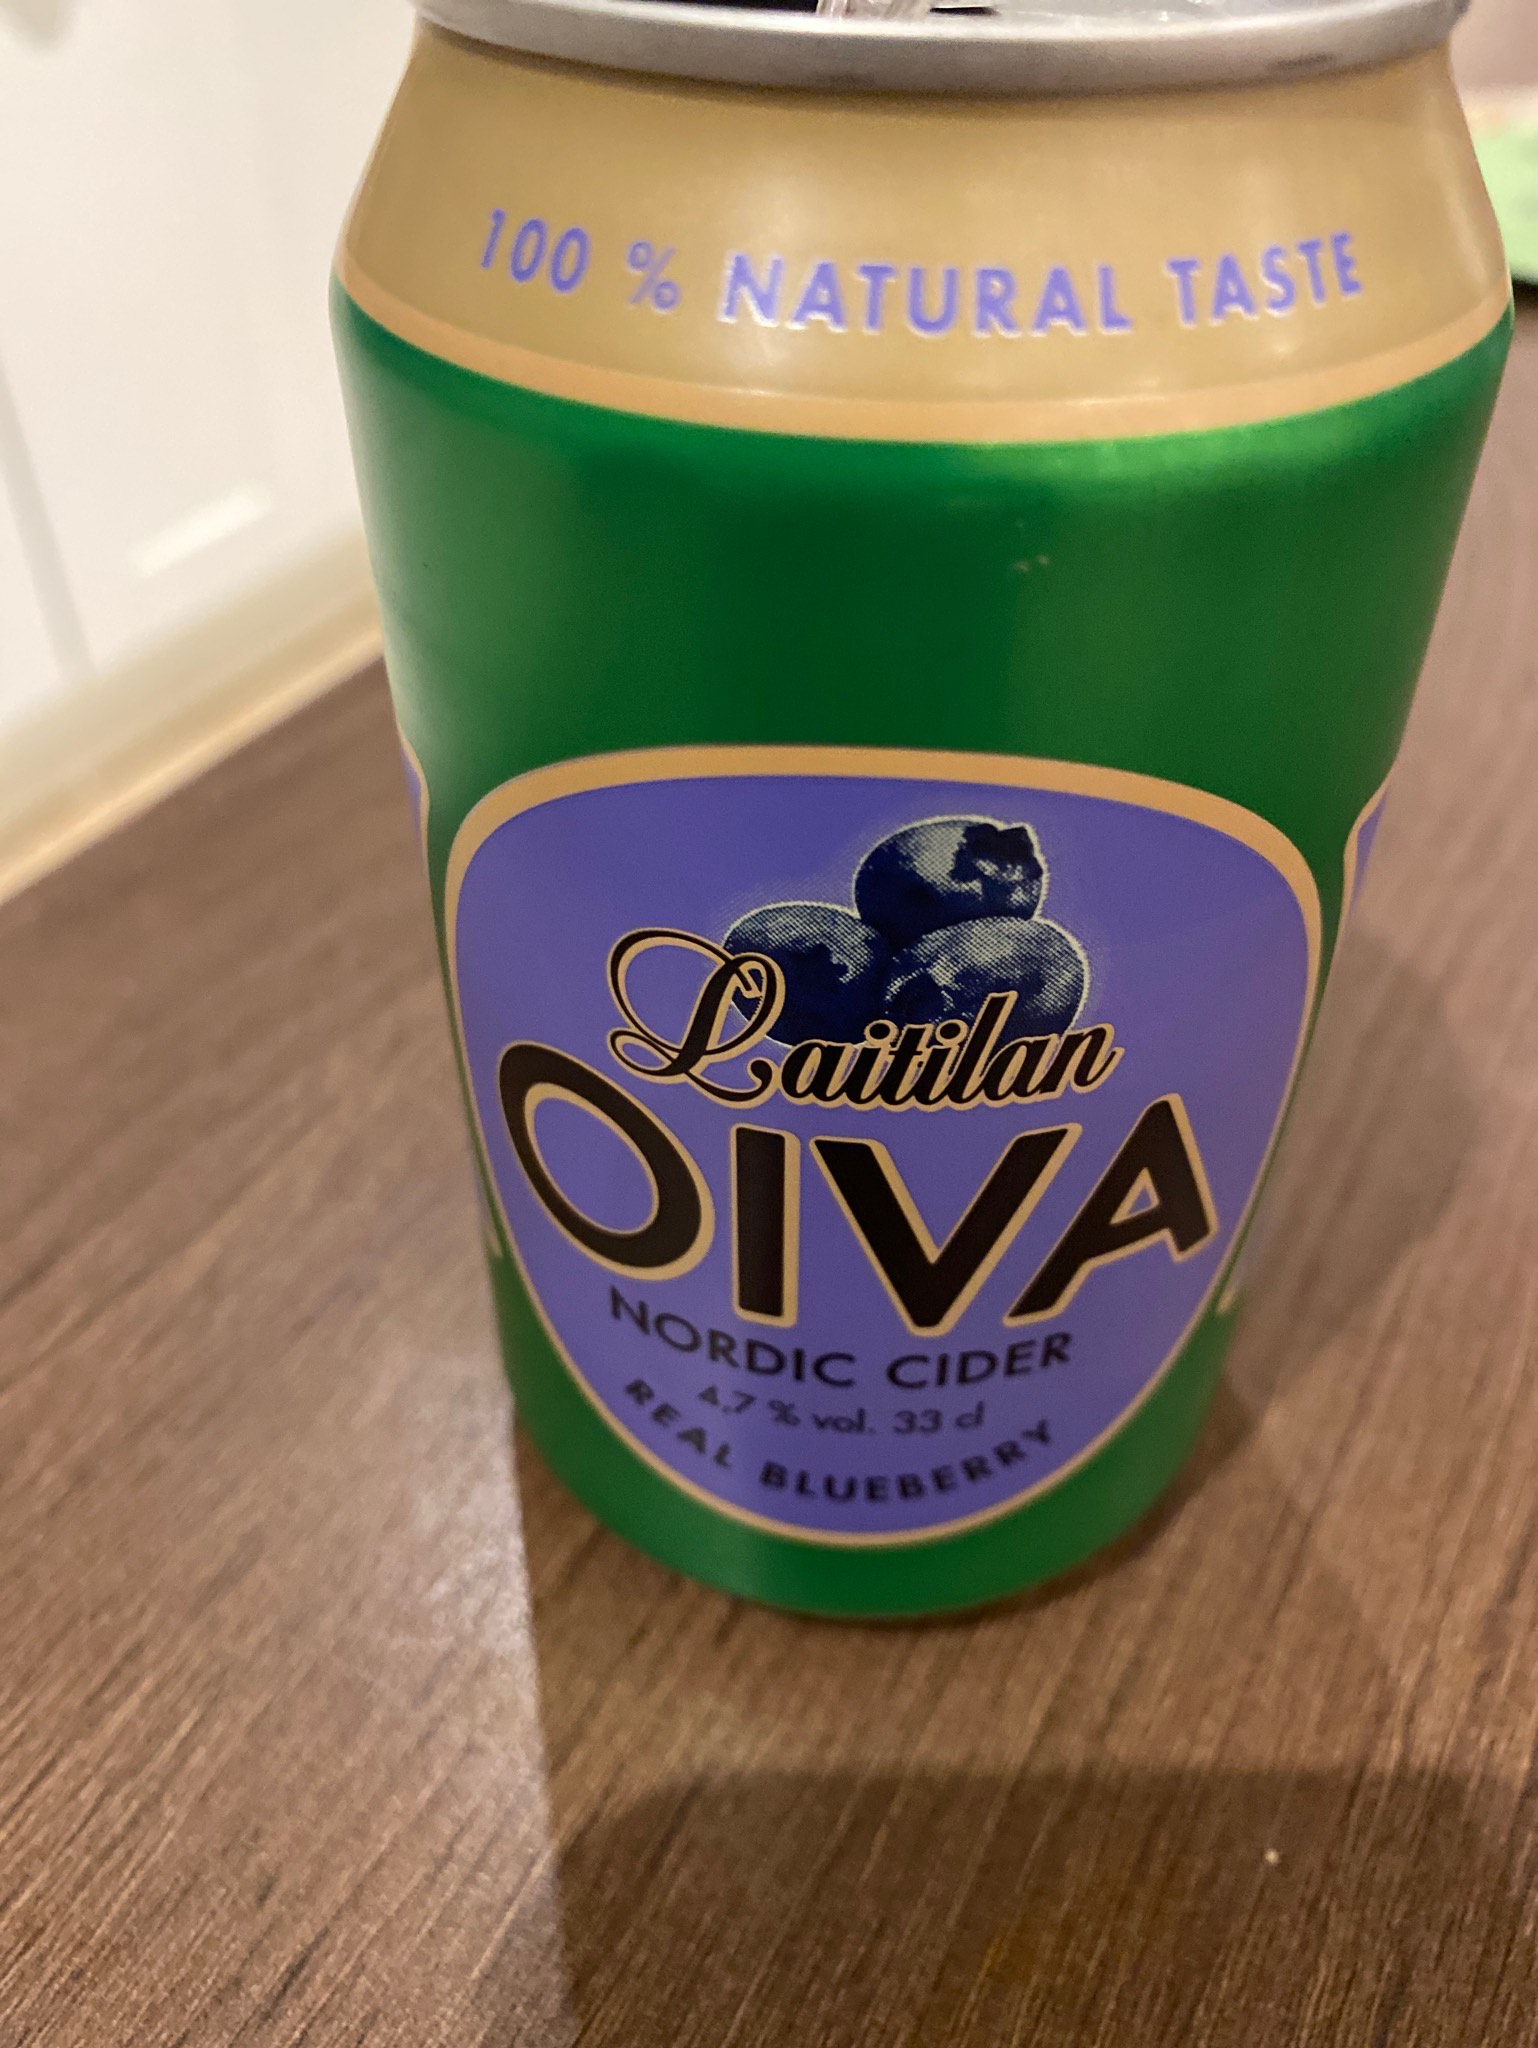 100 % NATURAL TASTE
Laitilan
OIVA
NORDIC CIDER
4,7 % vol. 33 cl
REAL BLUEBERRY